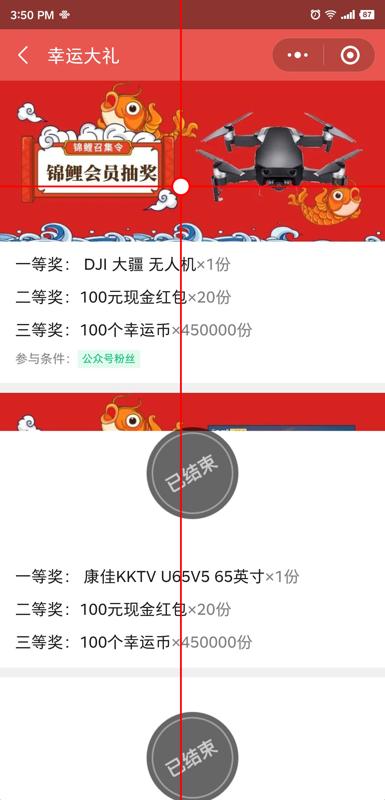 3:50 PM
87
幸运大礼
锦鲤召集令
锦鲤会员抽奖
一等奖： DJI 大疆 无人机×1份
二等奖：100元现金红包×20份
三等奖：100个幸运币×450000份
参与条件： 公众号粉丝
已结束
一等奖： 康佳KKTV U65V5 65英寸×1份
二等奖：100元现金红包×20份
三等奖：100个幸运币×450000份
已结束